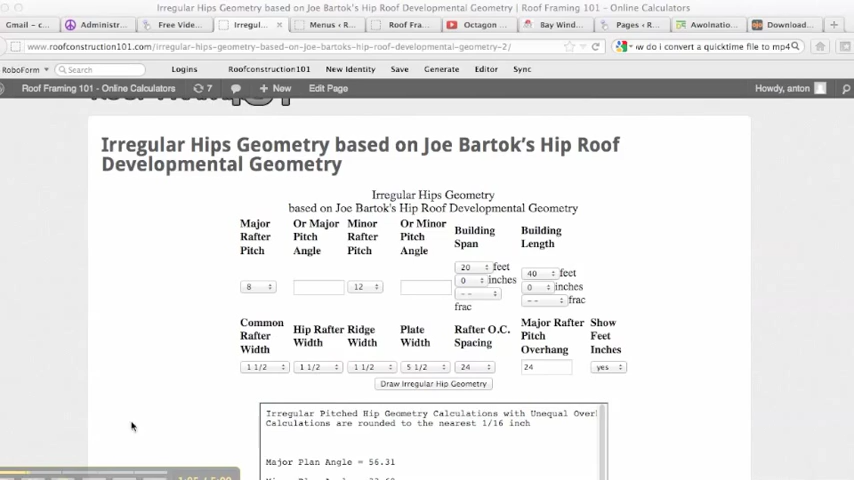 Irregular Hips Geometry based on Joe Bartok's Hip Roof Developmental Geometry | Roof Framing 101 - Online Calculators
Gmail – c... Administr... Free Video... Irregul... Menus ‹ R... Roof Fra... Octagon ... Bay Wind... Pages ‹ R... Awolnatio... Download...
www.roofconstruction101.com/irregular-hips-geometry-based-on-joe-bartoks-hip-roof-developmental-geometry-2/
w do i convert a quicktime file to mp4
RoboForm Search Logins Roofconstruction101 New Identity Save Generate Editor Sync
Roof Framing 101 - Online Calculators 7 + New Edit Page Howdy, anton
Irregular Hips Geometry based on Joe Bartok's Hip Roof
Developmental Geometry
Irregular Hips Geometry
based on Joe Bartok's Hip Roof Developmental Geometry
Major Rafter Pitch
Or Major Pitch Angle
Minor Rafter Pitch
Or Minor Pitch Angle
Building Span
Building Length
8
12
20 feet
0 inches
- - frac
40 feet
0 inches
- - frac
Common Rafter Width
Hip Rafter Width
Ridge Width
Plate Width
Rafter O.C. Spacing
Major Rafter Pitch Overhang
Show Feet Inches
1 1/2
1 1/2
1 1/2
5 1/2
24
24
yes
Draw Irregular Hip Geometry
Irregular Pitched Hip Geometry Calculations with Unequal Over
Calculations are rounded to the nearest 1/16 inch
Major Plan Angle = 56.31